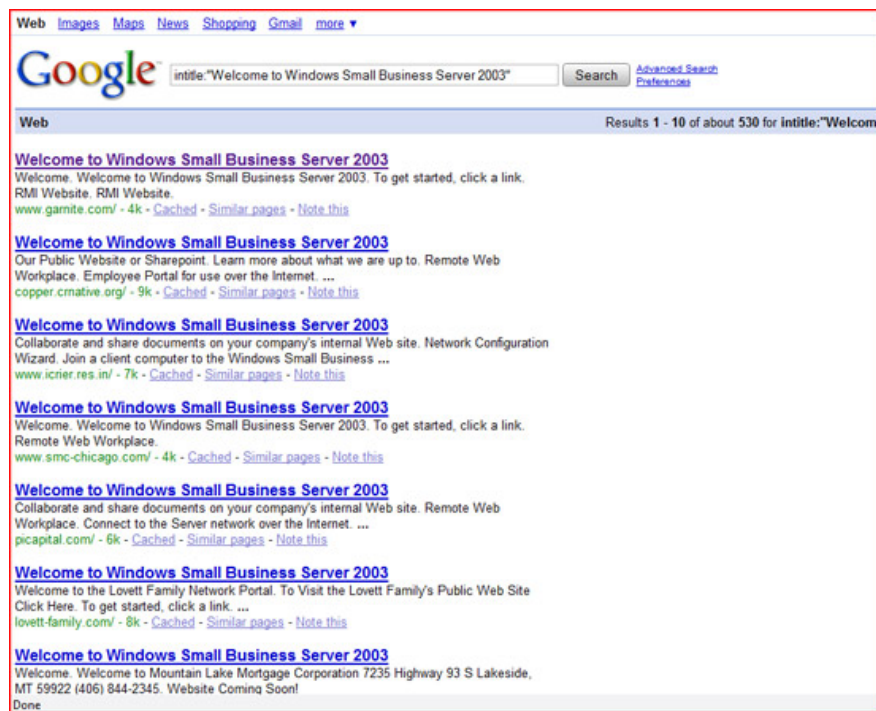 Web Images Maps News Shopping Gmail more ▼
Google intitle:"Welcome to Windows Small Business Server 2003" Search Advanced Search
Preferences
Web Results 1 - 10 of about 530 for intitle:"Welcom
Welcome to Windows Small Business Server 2003
Welcome. Welcome to Windows Small Business Server 2003. To get started, click a link.
RMI Website. RMI Website.
www.garnite.com/ - 4k - Cached - Similar pages - Note this
Welcome to Windows Small Business Server 2003
Our Public Website or Sharepoint. Learn more about what we are up to. Remote Web
Workplace. Employee Portal for use over the Internet. ...
copper.crnative.org/ - 9k - Cached - Similar pages - Note this
Welcome to Windows Small Business Server 2003
Collaborate and share documents on your company's internal Web site. Network Configuration
Wizard. Join a client computer to the Windows Small Business ...
www.icrier.res.in/ - 7k - Cached - Similar pages - Note this
Welcome to Windows Small Business Server 2003
Welcome. Welcome to Windows Small Business Server 2003. To get started, click a link.
Remote Web Workplace.
www.smc-chicago.com/ - 4k - Cached - Similar pages - Note this
Welcome to Windows Small Business Server 2003
Collaborate and share documents on your company's internal Web site. Remote Web
Workplace. Connect to the Server network over the Internet. ...
picapital.com/ - 6k - Cached - Similar pages - Note this
Welcome to Windows Small Business Server 2003
Welcome to the Lovett Family Network Portal. To Visit the Lovett Family's Public Web Site
Click Here. To get started, click a link. ...
lovett-family.com/ - 8k - Cached - Similar pages - Note this
Welcome to Windows Small Business Server 2003
Welcome. Welcome to Mountain Lake Mortgage Corporation 7235 Highway 93 S Lakeside,
MT 59922 (406) 844-2345. Website Coming Soon!
Done